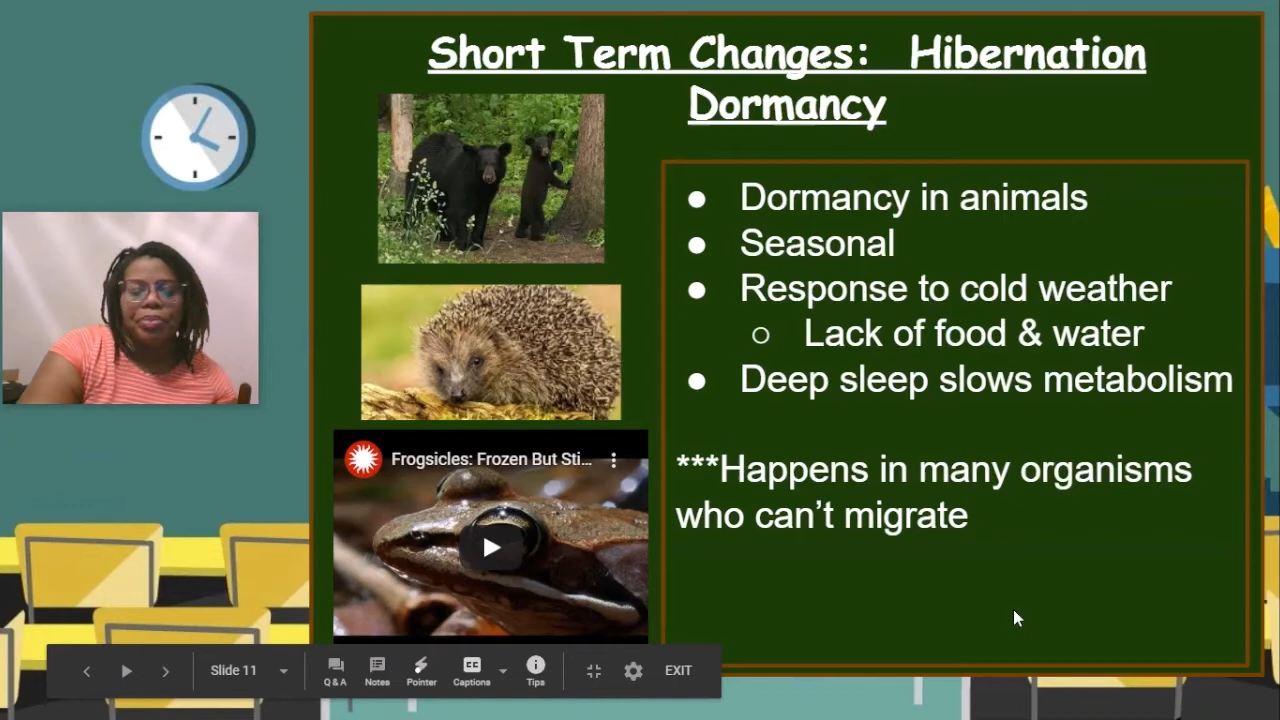 Short Term Changes: Hibernation
Dormancy
● Dormancy in animals
● Seasonal
● Response to cold weather
○ Lack of food & water
● Deep sleep slows metabolism
***Happens in many organisms
who can't migrate
Frogsicles: Frozen But Sti...
Slide 11
Q & A
Notes
Pointer
CC
Captions
Tips
EXIT